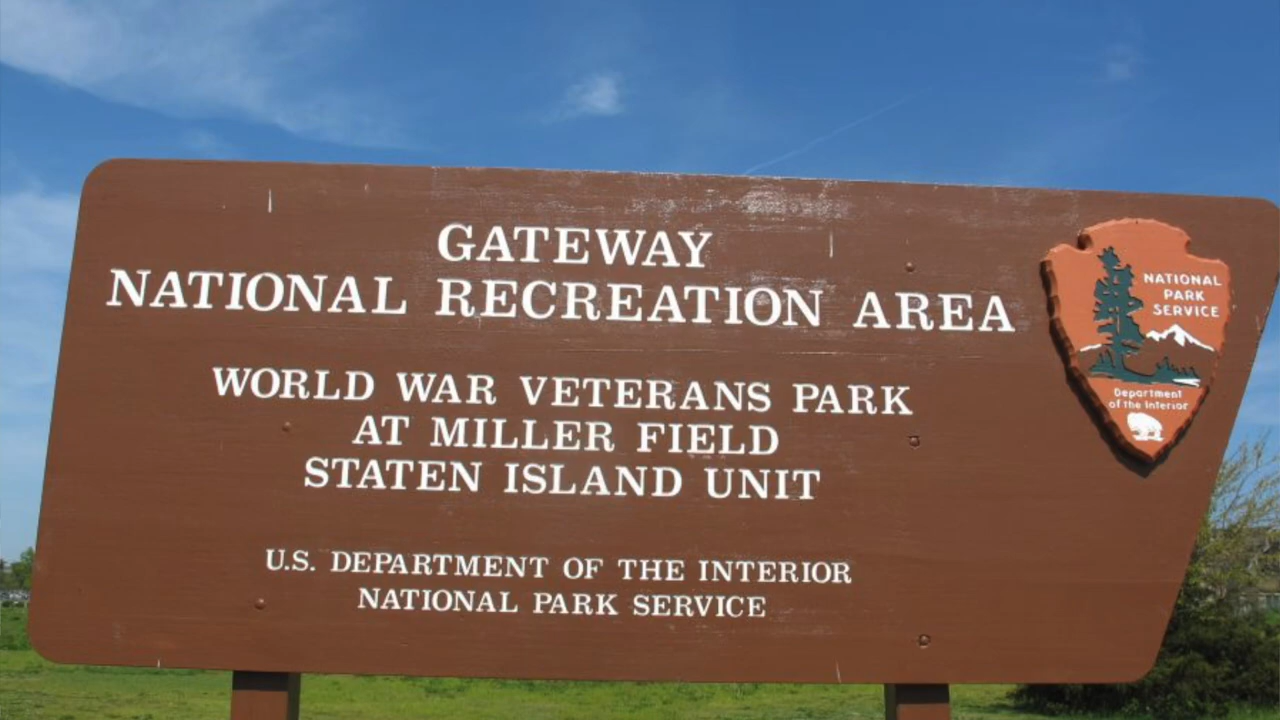 GATEWAY
NATIONAL RECREATION AREA
WORLD WAR VETERANS PARK
AT MILLER FIELD
STATEN ISLAND UNIT
U.S. DEPARTMENT OF THE INTERIOR
NATIONAL PARK SERVICE
NATIONAL
PARK
SERVICE
Department
of the Interior